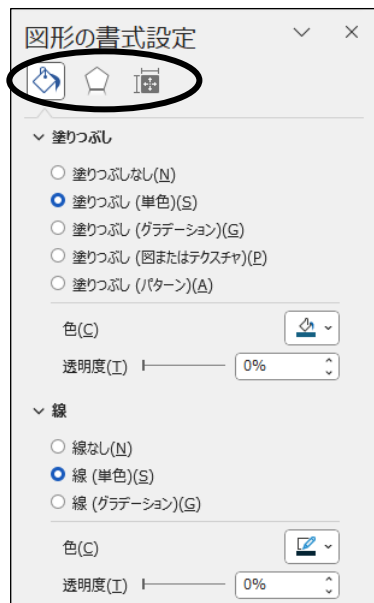 図形の書式設定
塗りつぶし
塗りつぶしなし(N)
塗りつぶし (単色)(S)
塗りつぶし (グラデーション)(G)
塗りつぶし (図またはテクスチャ)(P)
塗りつぶし (パターン)(A)
色(C)
透明度(T) 0%
線
線なし(N)
線 (単色)(S)
線 (グラデーション)(G)
色(C)
透明度(T) 0%